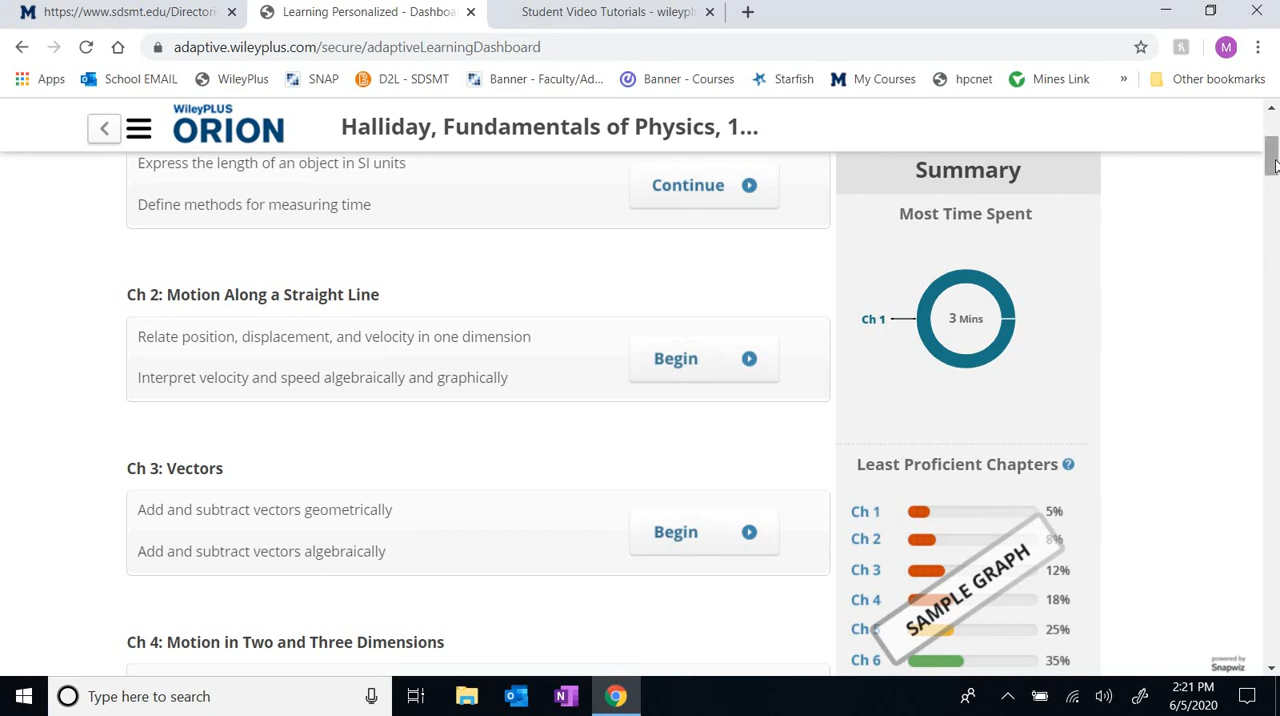 https://www.sdsmt.edu/Directori
Learning Personalized - Dashboa
Student Video Tutorials - wileypl
adaptive.wileyplus.com/secure/adaptiveLearningDashboard
M
Apps
School EMAIL
WileyPlus
SNAP
D2L - SDSMT
Banner - Faculty/Ad...
Banner - Courses
Starfish
My Courses
hpcnet
Mines Link
»
Other bookmarks
WileyPLUS
ORION
Halliday, Fundamentals of Physics, 1...
Express the length of an object in SI units
Define methods for measuring time
Continue
Ch 2: Motion Along a Straight Line
Relate position, displacement, and velocity in one dimension
Interpret velocity and speed algebraically and graphically
Begin
Ch 3: Vectors
Add and subtract vectors geometrically
Add and subtract vectors algebraically
Begin
Ch 4: Motion in Two and Three Dimensions
Summary
Most Time Spent
Ch 1
3 Mins
Least Proficient Chapters ?
Ch 1 5%
Ch 2 8%
Ch 3 12%
Ch 4 18%
Ch 25%
Ch 6 35%
SAMPLE GRAPH
powered by
Snapwiz
Type here to search
2:21 PM
6/5/2020